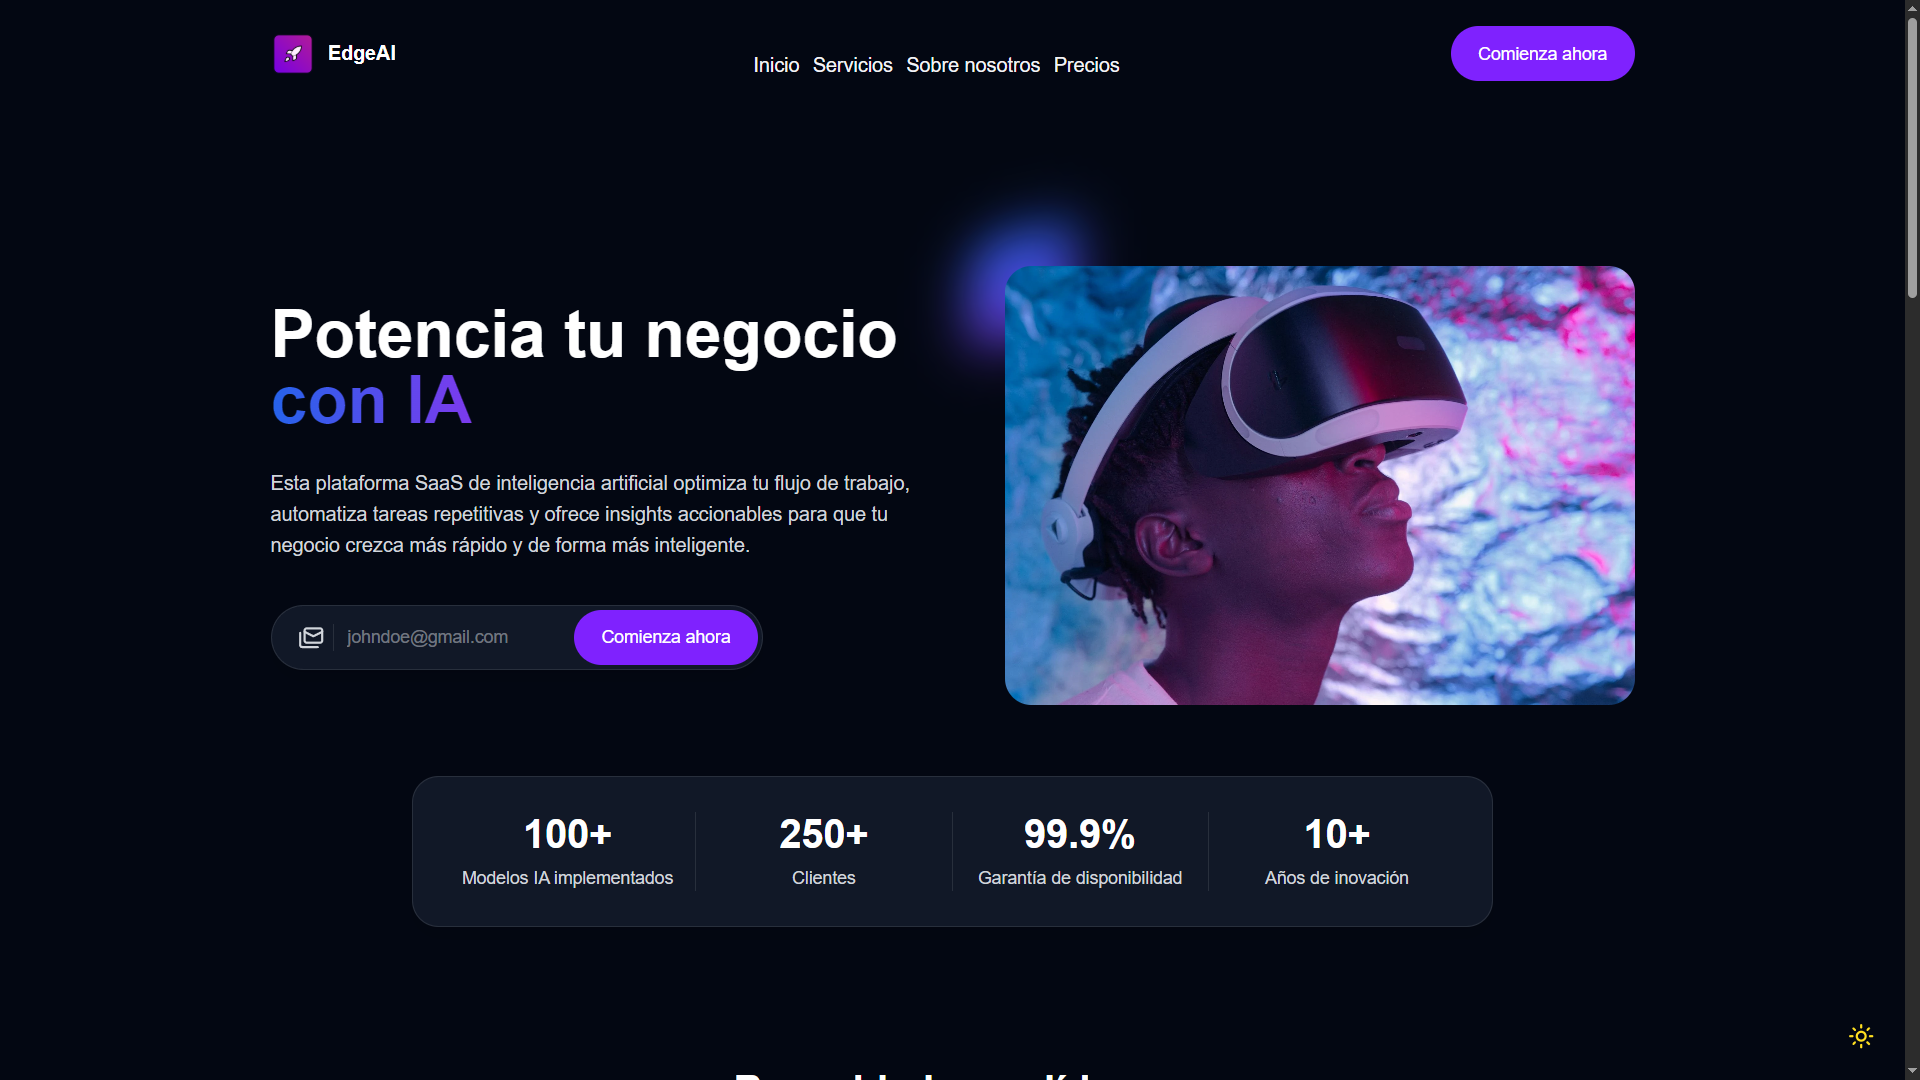 EdgeAI
Inicio Servicios Sobre nosotros Precios
Comienza ahora
Potencia tu negocio
con IA
Esta plataforma SaaS de inteligencia artificial optimiza tu flujo de trabajo,
automatiza tareas repetitivas y ofrece insights accionables para que tu
negocio crezca más rápido y de forma más inteligente.
johndoe@gmail.com
Comienza ahora
100+
Modelos IA implementados
250+
Clientes
99.9%
Garantía de disponibilidad
10+
Años de inovación